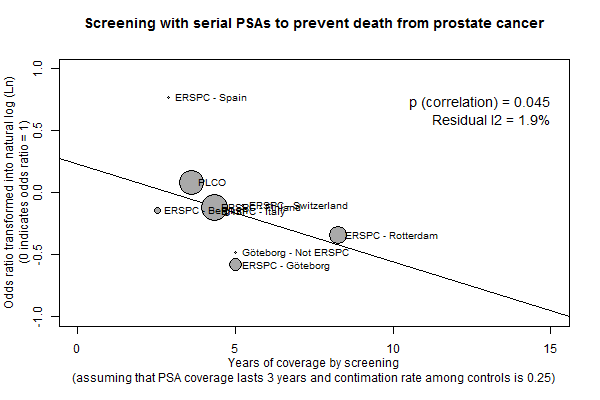 Screening with serial PSAs to prevent death from prostate cancer
p (correlation) = 0.045
Residual I2 = 1.9%
ERSPC - Spain
PLCO
ERSPC - Switzerland
ERSPC - Finland
ERSPC - Italy
ERSPC - Rotterdam
Göteborg - Not ERSPC
ERSPC - Göteborg
Odds ratio transformed into natural log (Ln)
(0 indicates odds ratio = 1)
1.0
0.5
0.0
-0.5
-1.0
0 5 10 15
Years of coverage by screening
(assuming that PSA coverage lasts 3 years and contimation rate among controls is 0.25)